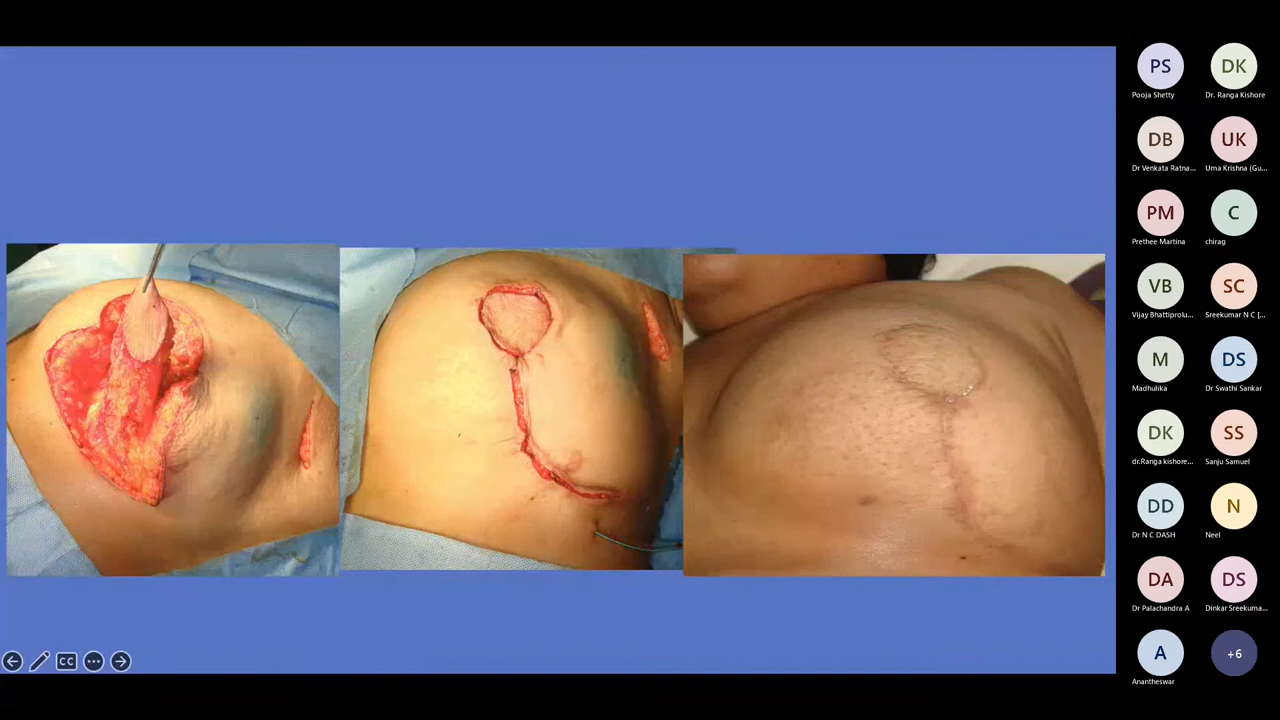 PS
DK
Pooja Shetty
Dr. Ranga Kishore
DB
UK
Dr Venkata Ratna...
Uma Krishna (Gu...
PM
C
Prethee Martina
chirag
VB
SC
Vijay Bhattiprolu...
Sreekumar N C [...
M
DS
Madhulika
Dr Swathi Sankar
DK
SS
dr.Ranga kishore...
Sanju Samuel
DD
N
Dr N C DASH
Neel
DA
DS
Dr Palachandra A
Dinkar Sreekuma...
A
+6
Anantheswar
CC